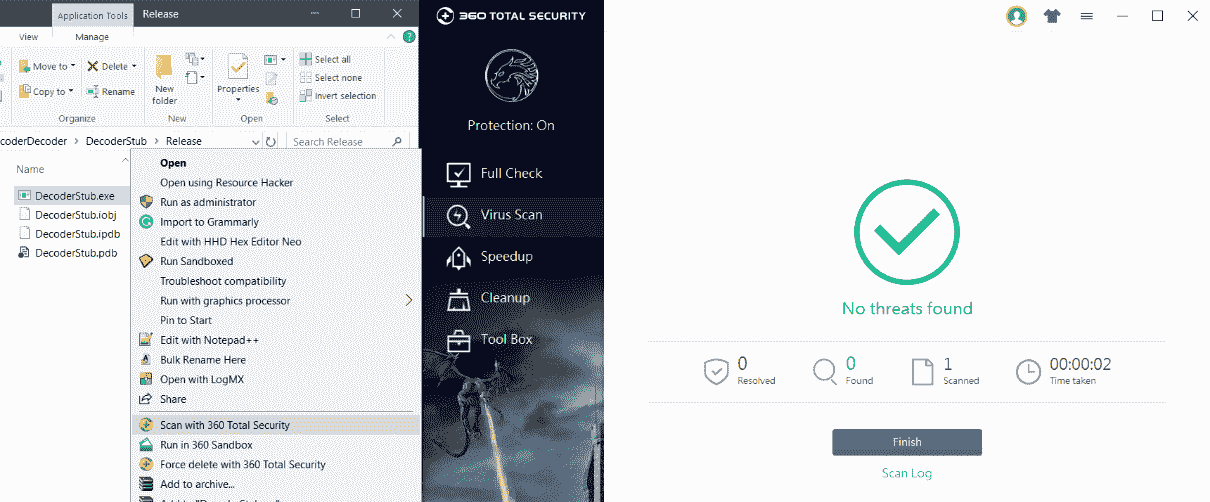 Application Tools
Release
View
Manage
Move to
Copy to
Delete
Rename
New
folder
Properties
Select all
Select none
Invert selection
Organize
New
Open
Select
coderDecoder > DecoderStub > Release
Search Release
Name
DecoderStub.exe
DecoderStub.iobj
DecoderStub.ipdb
DecoderStub.pdb
Open
Open using Resource Hacker
Run as administrator
Import to Grammarly
Edit with HHD Hex Editor Neo
Run Sandboxed
Troubleshoot compatibility
Run with graphics processor
Pin to Start
Edit with Notepad++
Bulk Rename Here
Open with LogMX
Share
Scan with 360 Total Security
Run in 360 Sandbox
Force delete with 360 Total Security
Add to archive...
360 TOTAL SECURITY
Protection: On
Full Check
Virus Scan
Speedup
Cleanup
Tool Box
No threats found
0
Resolved
0
Found
1
Scanned
00:00:02
Time taken
Finish
Scan Log